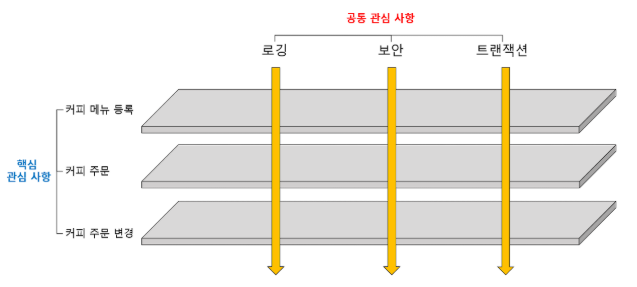 공통 관심 사항
로깅
보안
트랜잭션
커피 메뉴 등록
핵심
관심 사항
커피 주문
커피 주문 변경